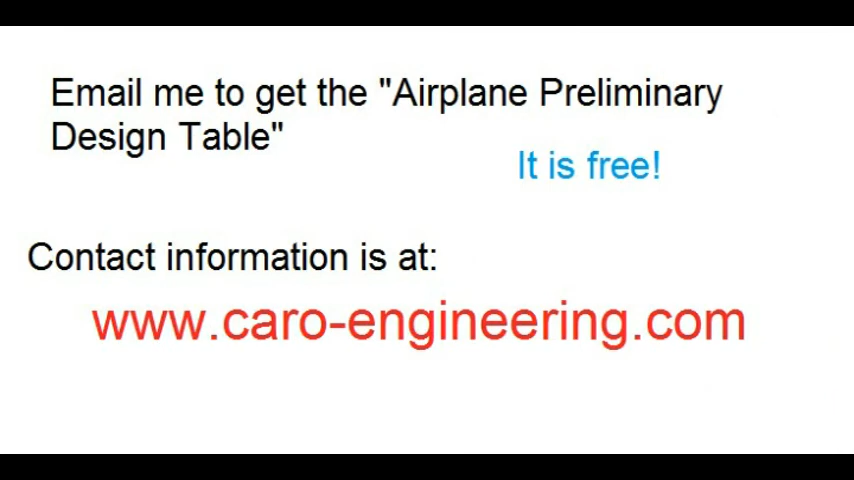 Email me to get the "Airplane Preliminary
Design Table"
It is free!
Contact information is at:
www.caro-engineering.com